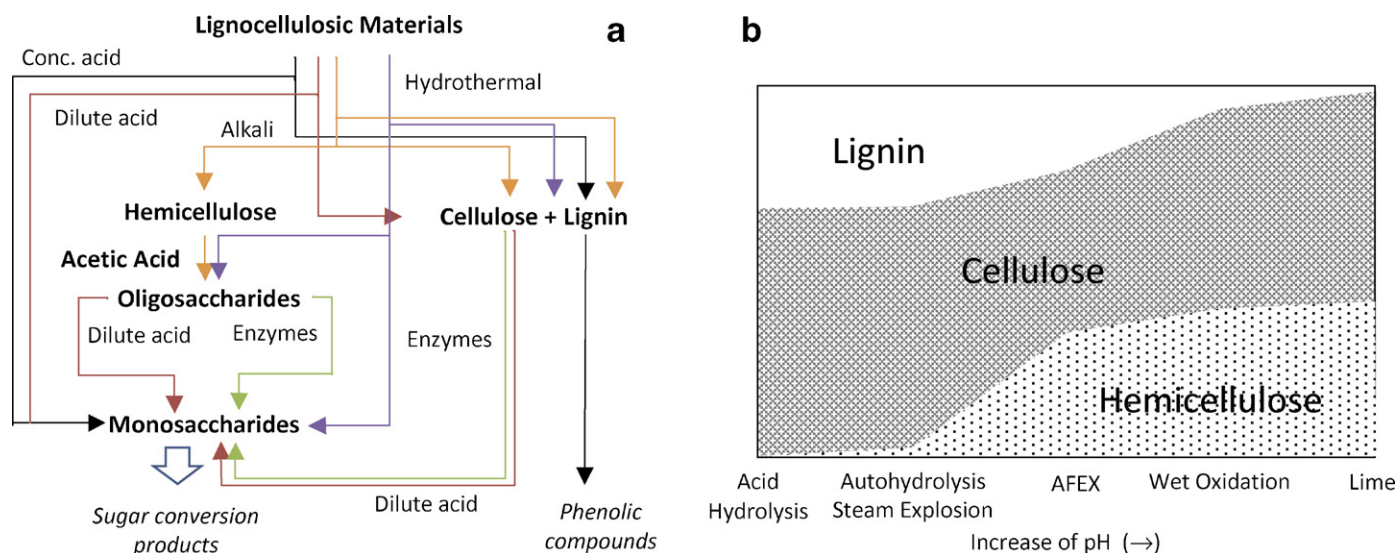 Lignocellulosic Materials
a
Conc. acid
Hydrothermal
Dilute acid
Alkali
Hemicellulose
Cellulose + Lignin
Acetic Acid
Oligosaccharides
Dilute acid
Enzymes
Enzymes
Monosaccharides
Dilute acid
Sugar conversion
products
Phenolic
compounds
b
Lignin
Cellulose
Hemicellulose
Acid
Hydrolysis
Autohydrolysis
Steam Explosion
AFEX
Wet Oxidation
Lime
Increase of pH (→)